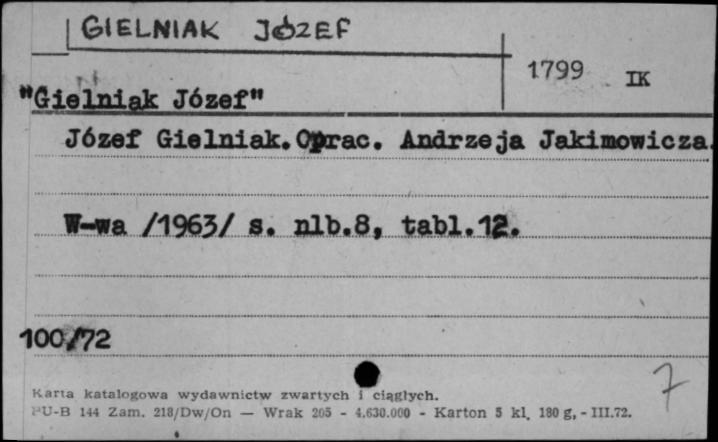 GIELNIAK JÓZEF
1799 IK
"Gielniak Józef"
Józef Gielniak.Oprac. Andrzeja Jakimowicza.
W-wa /1963/ s. nlb.8, tabl.12.
100/72
7
Karta katalogowa wydawnictw zwartych i ciągłych.
PU-B 144 Zam. 218/Dw/On — Wrak 205 - 4.630.000 - Karton 5 kl. 180 g, - III.72.